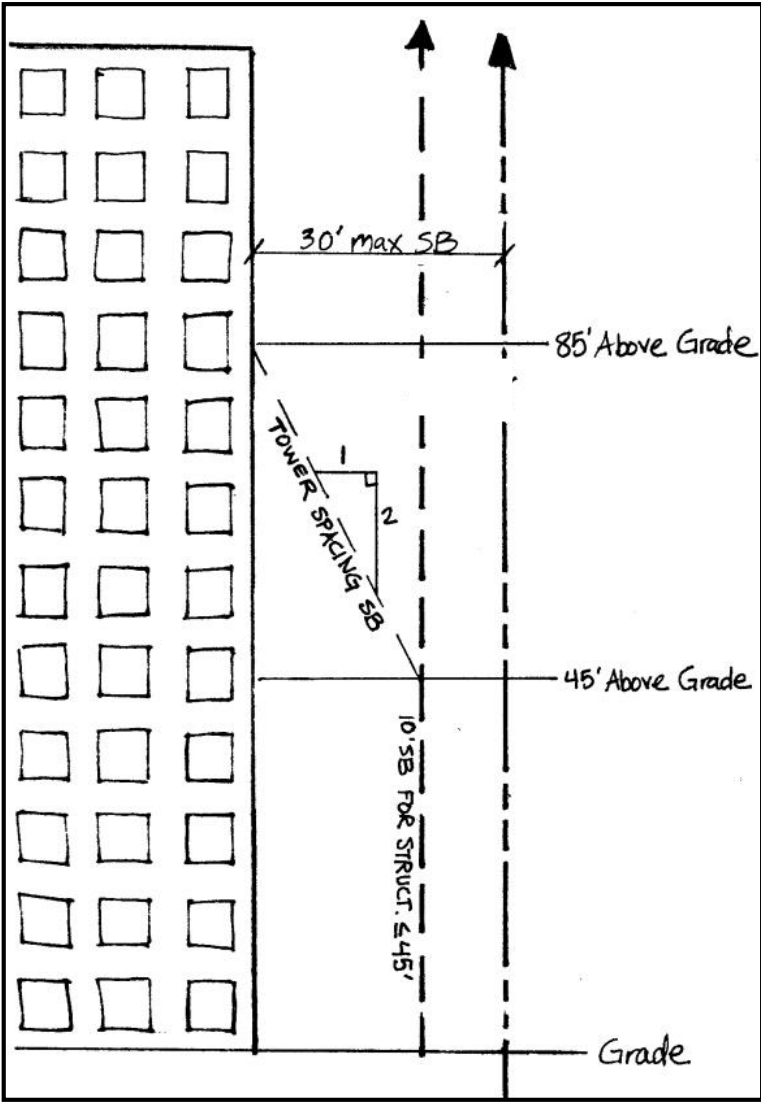 30' max SB
85' Above Grade
TOWER SPACING SB
1
2
45' Above Grade
10' SB FOR STRUCT. ≤ 45'
Grade